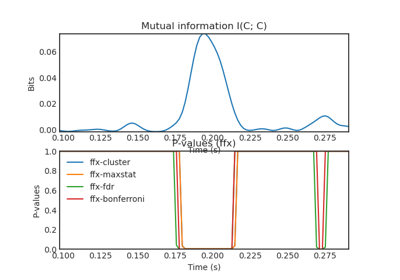 Mutual information I(C; C)
0.06
0.04
0.02
0.00
Bits
0.100 0.125 0.150 0.175 0.200 0.225 0.250 0.275
Time (s)
P-values (ffx)
1.0
0.8
0.6
0.4
0.2
0.0
P-values
ffx-cluster
ffx-maxstat
ffx-fdr
ffx-bonferroni
0.100 0.125 0.150 0.175 0.200 0.225 0.250 0.275
Time (s)